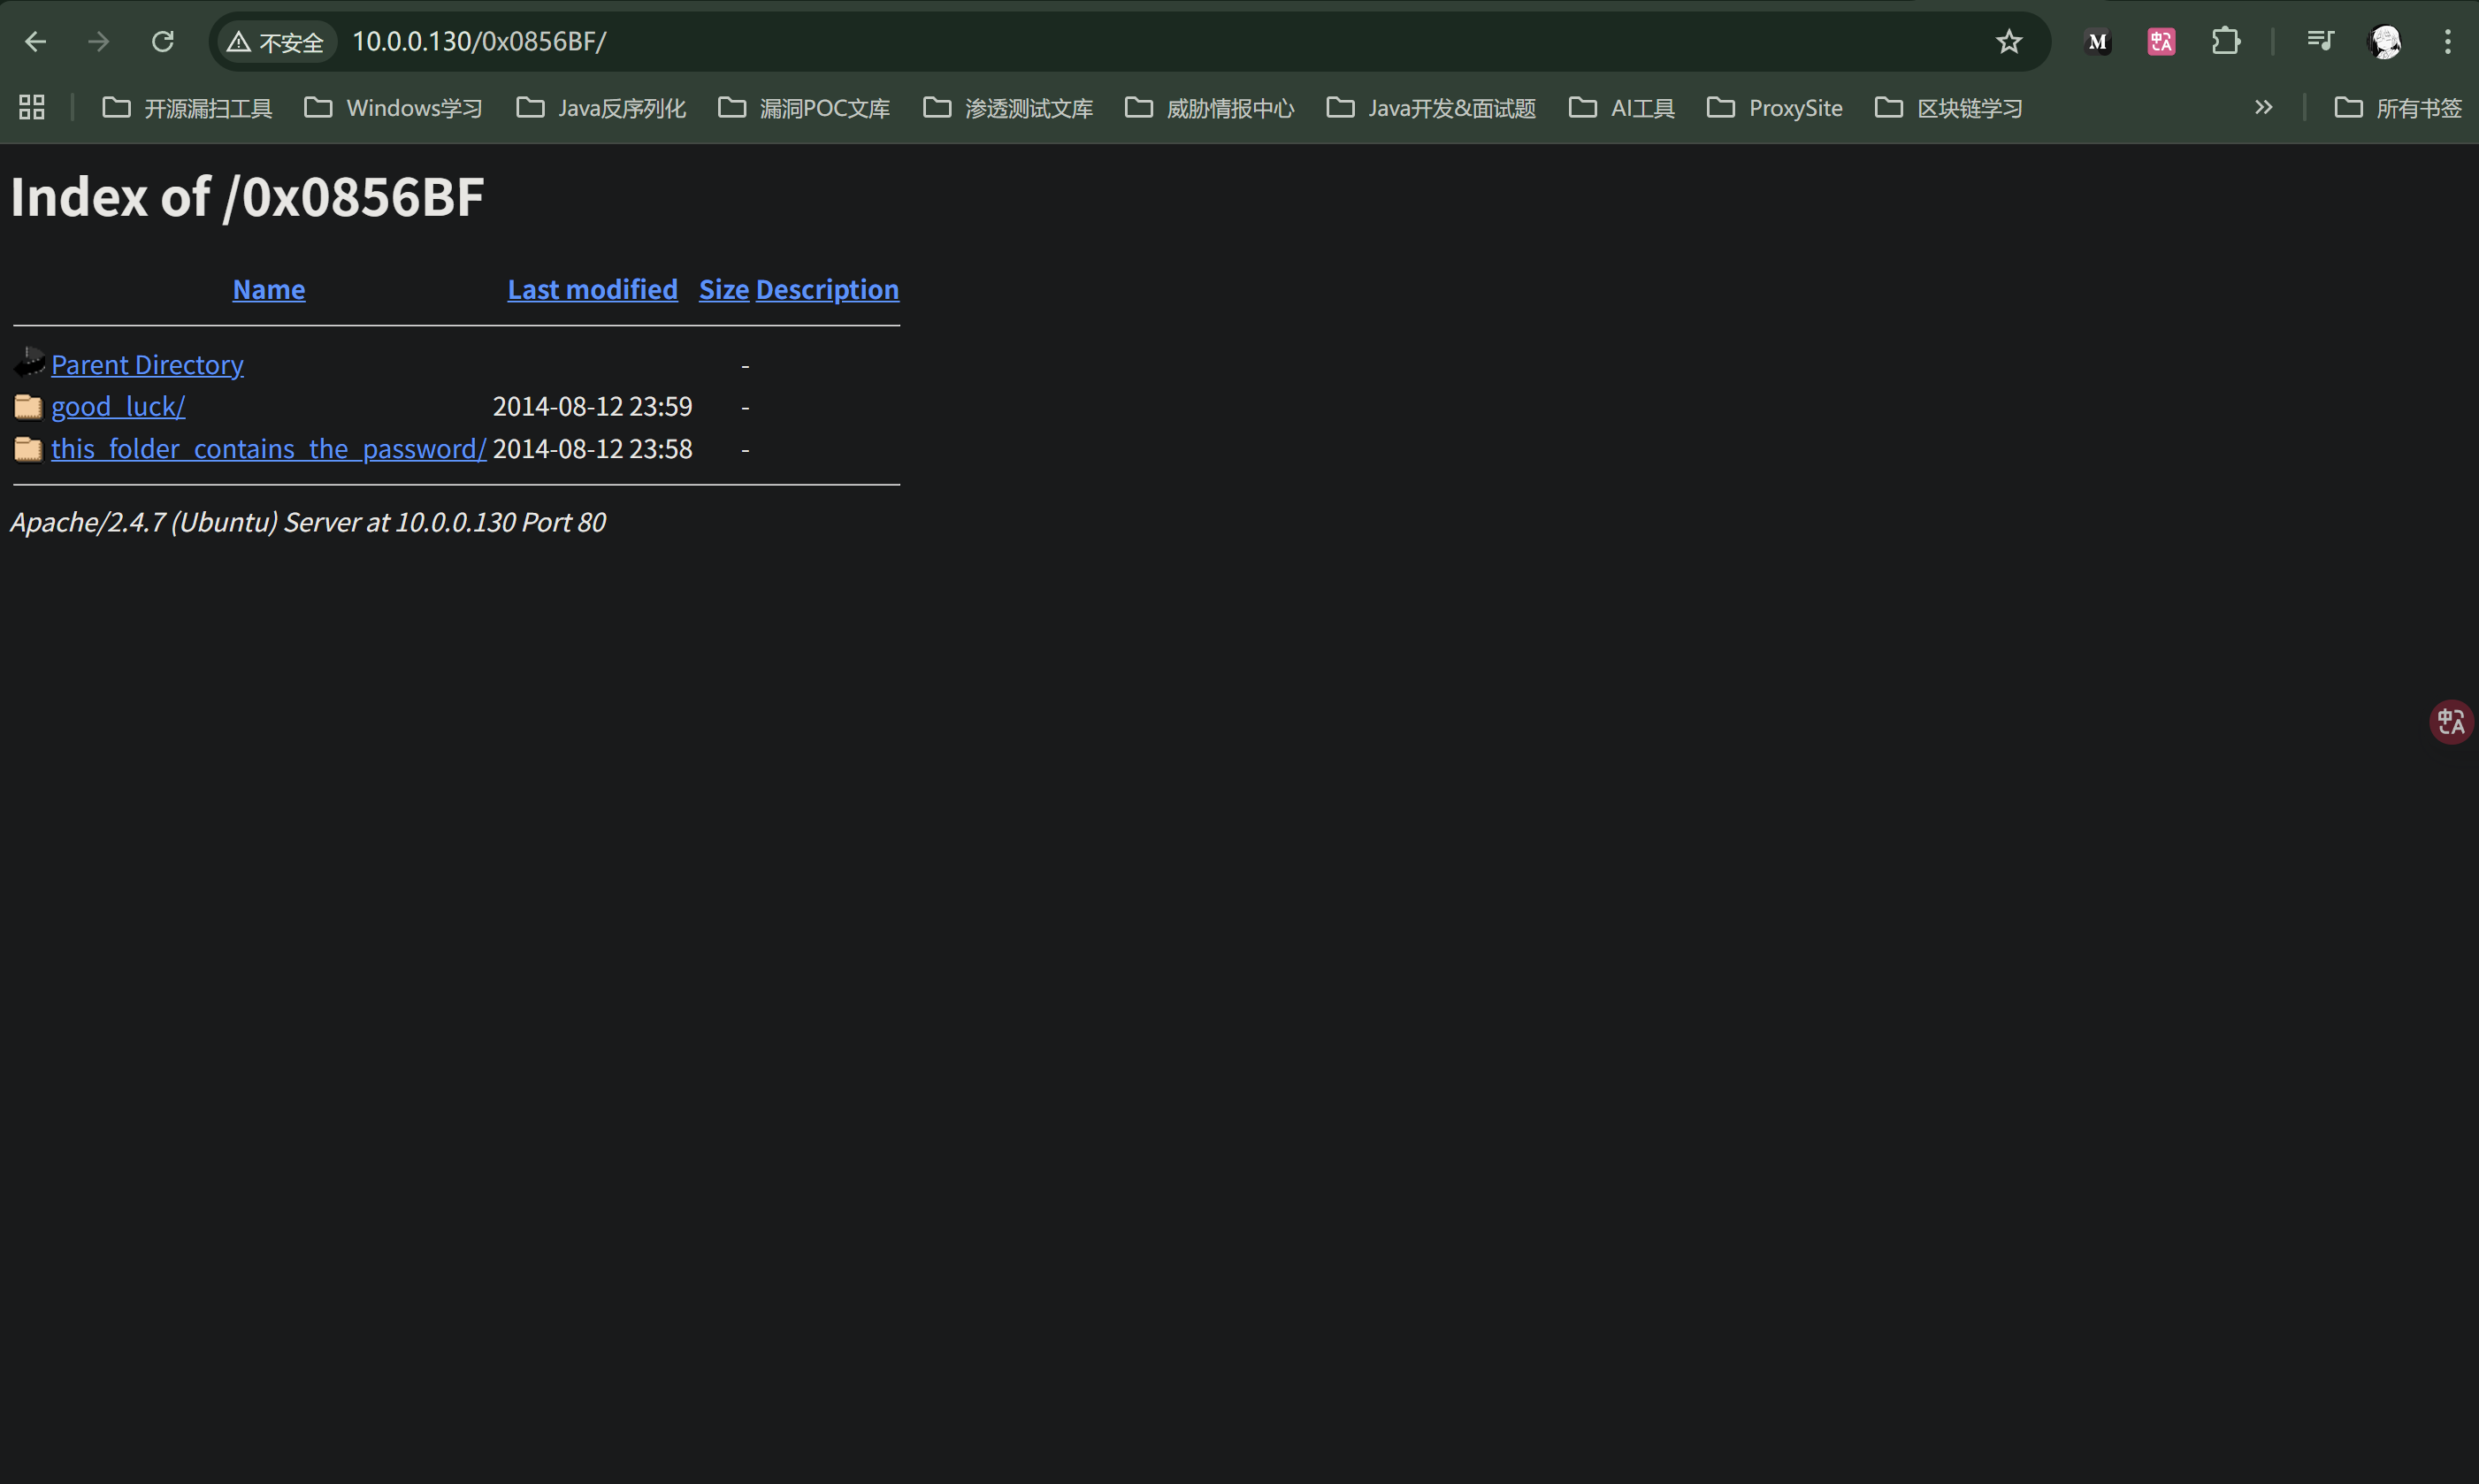 不安全 10.0.0.130/0x0856BF/
开源漏扫工具 Windows学习 Java反序列化 漏洞POC文库 渗透测试文库 威胁情报中心 Java开发&面试题 AI工具 ProxySite 区块链学习 所有书签
Index of /0x0856BF
Name Last modified Size Description
Parent Directory -
good_luck/ 2014-08-12 23:59 -
this_folder_contains_the_password/ 2014-08-12 23:58 -
Apache/2.4.7 (Ubuntu) Server at 10.0.0.130 Port 80